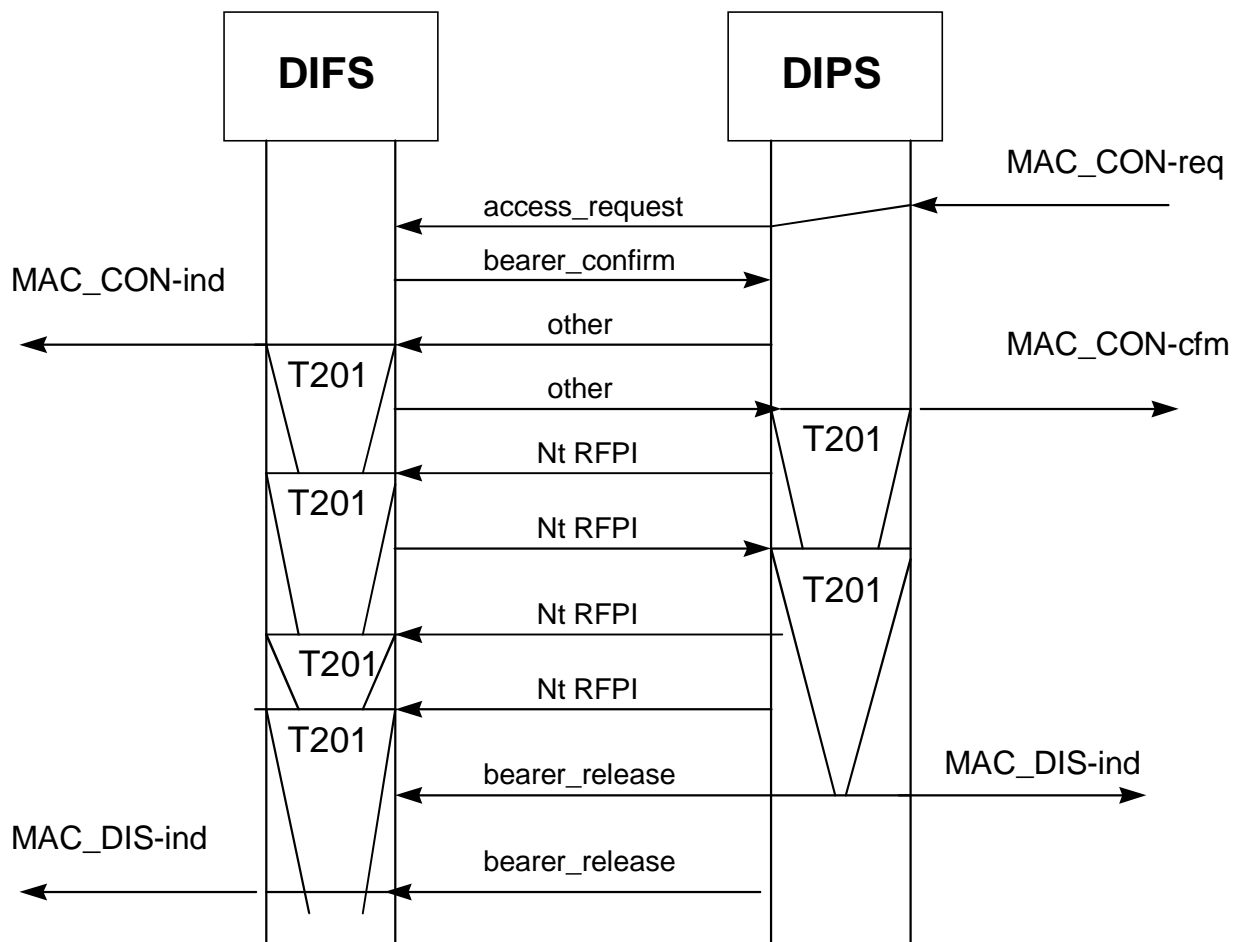 DIFS
DIPS
MAC_CON-req
access_request
bearer_confirm
MAC_CON-ind
other
MAC_CON-cfm
T201
other
T201
Nt RFPI
T201
Nt RFPI
T201
Nt RFPI
T201
Nt RFPI
T201
MAC_DIS-ind
bearer_release
MAC_DIS-ind
bearer_release